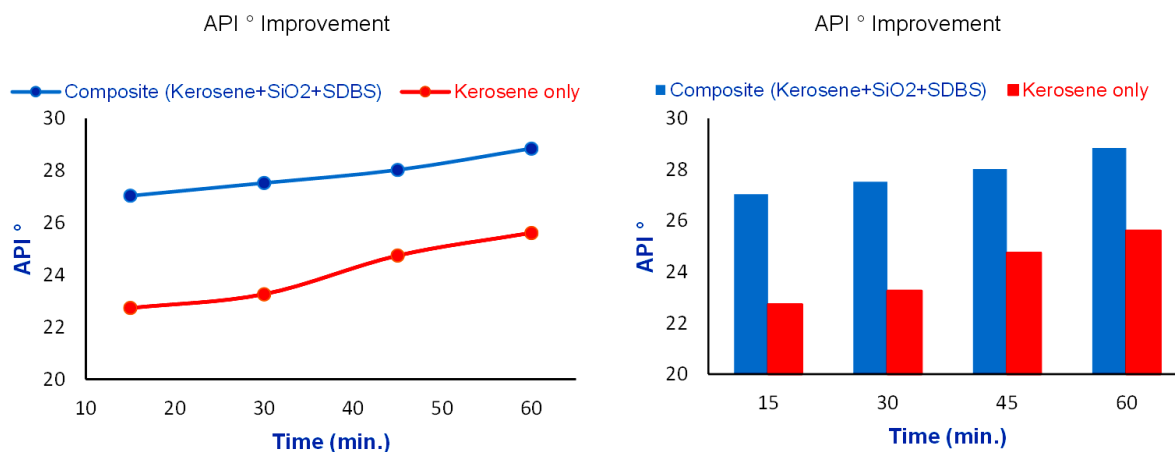 API ° Improvement
Composite (Kerosene+SiO2+SDBS) Kerosene only
30
28
26
24
22
20
API °
10 20 30 40 50 60
Time (min.)
API ° Improvement
Composite (Kerosene+SiO2+SDBS) Kerosene only
30
28
26
24
22
20
API °
15 30 45 60
Time (min.)